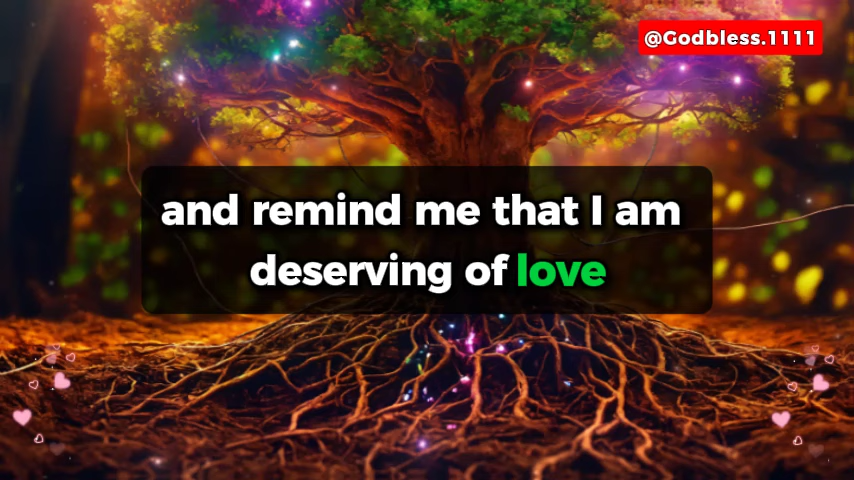 @Godbless.1111
and remind me that I am
deserving of love